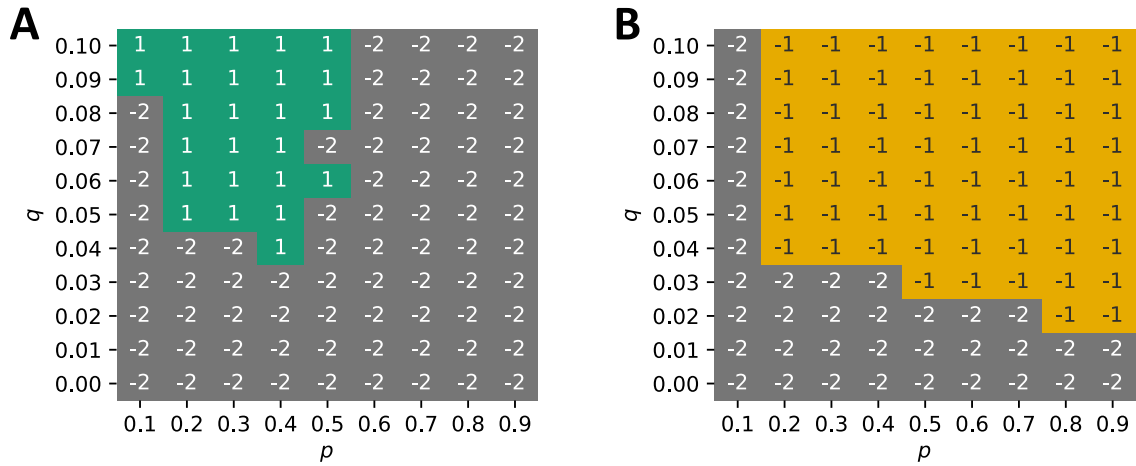 A
0.10 1 1 1 1 1 -2 -2 -2 -2
0.09 1 1 1 1 1 -2 -2 -2 -2
0.08 -2 1 1 1 1 -2 -2 -2 -2
0.07 -2 1 1 1 -2 -2 -2 -2 -2
0.06 -2 1 1 1 1 -2 -2 -2 -2
0.05 -2 1 1 1 -2 -2 -2 -2 -2
0.04 -2 -2 -2 1 -2 -2 -2 -2 -2
0.03 -2 -2 -2 -2 -2 -2 -2 -2 -2
0.02 -2 -2 -2 -2 -2 -2 -2 -2 -2
0.01 -2 -2 -2 -2 -2 -2 -2 -2 -2
0.00 -2 -2 -2 -2 -2 -2 -2 -2 -2
q
0.1 0.2 0.3 0.4 0.5 0.6 0.7 0.8 0.9
p
B
0.10 -2 -1 -1 -1 -1 -1 -1 -1 -1
0.09 -2 -1 -1 -1 -1 -1 -1 -1 -1
0.08 -2 -1 -1 -1 -1 -1 -1 -1 -1
0.07 -2 -1 -1 -1 -1 -1 -1 -1 -1
0.06 -2 -1 -1 -1 -1 -1 -1 -1 -1
0.05 -2 -1 -1 -1 -1 -1 -1 -1 -1
0.04 -2 -1 -1 -1 -1 -1 -1 -1 -1
0.03 -2 -2 -2 -2 -1 -1 -1 -1 -1
0.02 -2 -2 -2 -2 -2 -2 -2 -1 -1
0.01 -2 -2 -2 -2 -2 -2 -2 -2 -2
0.00 -2 -2 -2 -2 -2 -2 -2 -2 -2
q
0.1 0.2 0.3 0.4 0.5 0.6 0.7 0.8 0.9
p